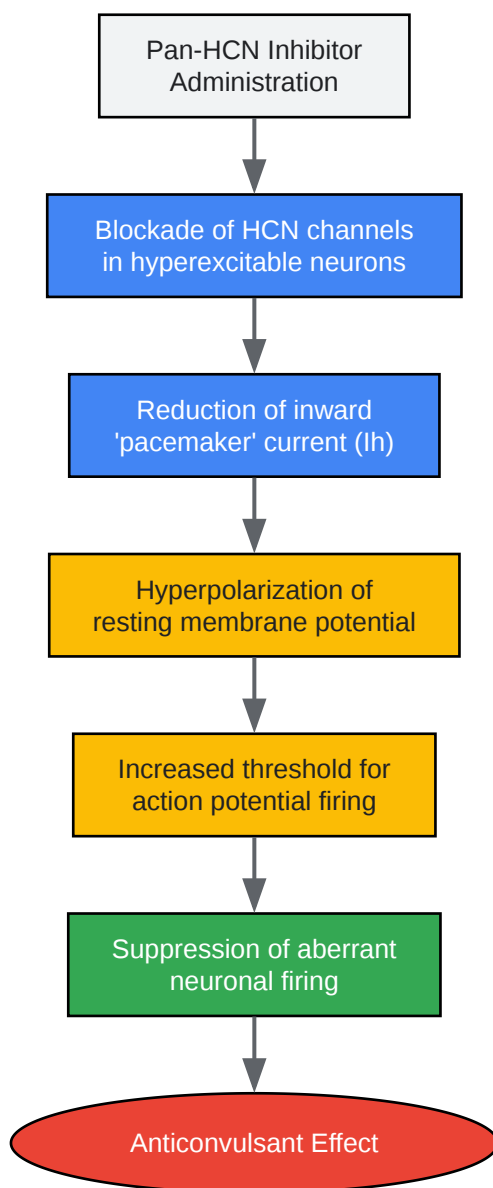 Pan-HCN Inhibitor
Administration
Blockade of HCN channels
in hyperexcitable neurons
Reduction of inward
'pacemaker' current (Ih)
Hyperpolarization of
resting membrane potential
Increased threshold for
action potential firing
Suppression of aberrant
neuronal firing
Anticonvulsant Effect